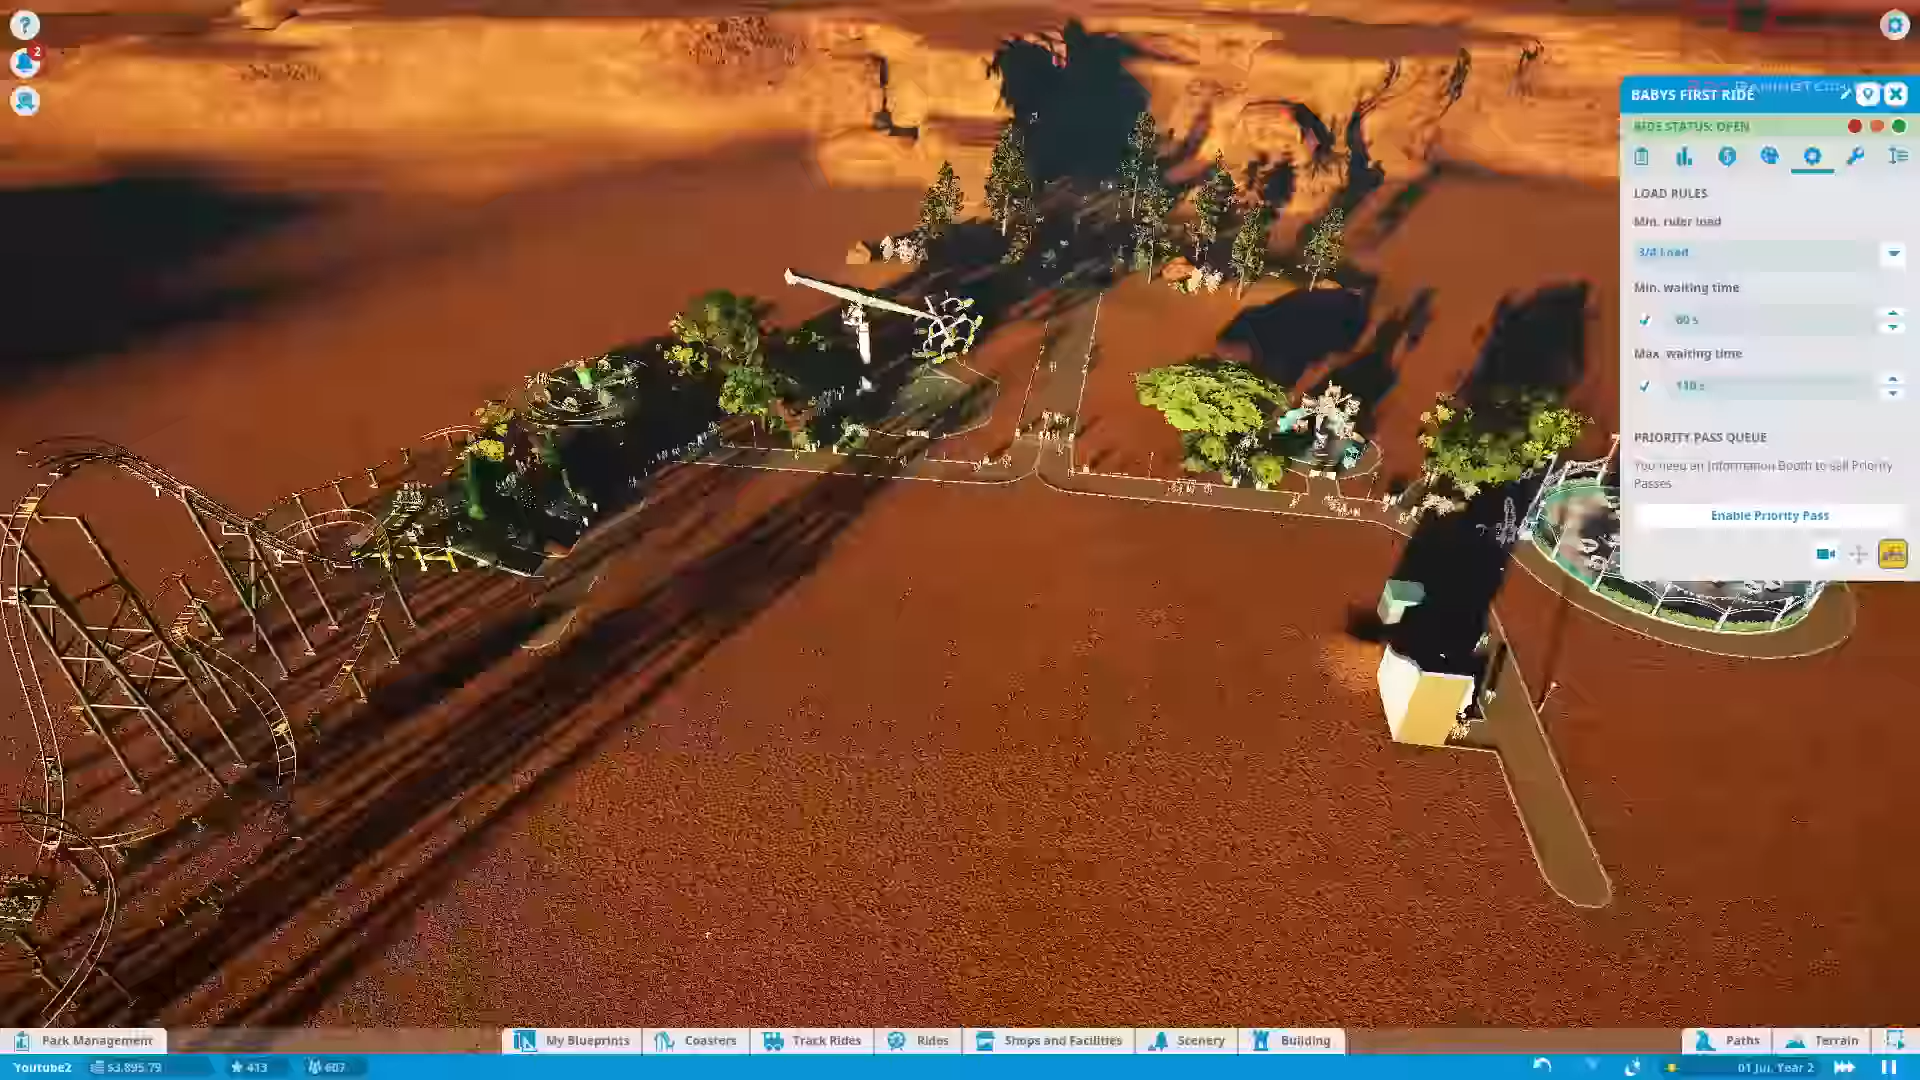 ?
2
BABYS FIRST RIDE
RIDE STATUS: OPEN
LOAD RULES
Min. rider load
3/4 Load
Min. waiting time
60 s
Max. waiting time
PRIORITY PASS QUEUE
You need an Information Booth to sell Priority
Passes
Enable Priority Pass
Park Management
My Blueprints
Coasters
Track Rides
Rides
Shops and Facilities
Scenery
Building
Paths
Terrain
Youtube2
$3,895.79
413
607
01 Jul, Year 2